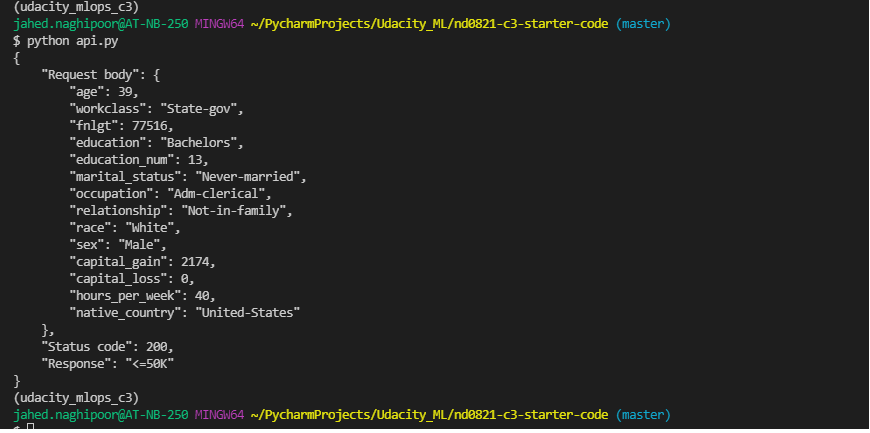 (udacity_mlops_c3)
jahed.naghipoor@AT-NB-250 MINGW64 ~/PycharmProjects/Udacity_ML/nd0821-c3-starter-code (master)
$ python api.py
{
    "Request body": {
        "age": 39,
        "workclass": "State-gov",
        "fnlgt": 77516,
        "education": "Bachelors",
        "education_num": 13,
        "marital_status": "Never-married",
        "occupation": "Adm-clerical",
        "relationship": "Not-in-family",
        "race": "White",
        "sex": "Male",
        "capital_gain": 2174,
        "capital_loss": 0,
        "hours_per_week": 40,
        "native_country": "United-States"
    },
    "Status code": 200,
    "Response": "<=50K"
}
(udacity_mlops_c3)
jahed.naghipoor@AT-NB-250 MINGW64 ~/PycharmProjects/Udacity_ML/nd0821-c3-starter-code (master)
$